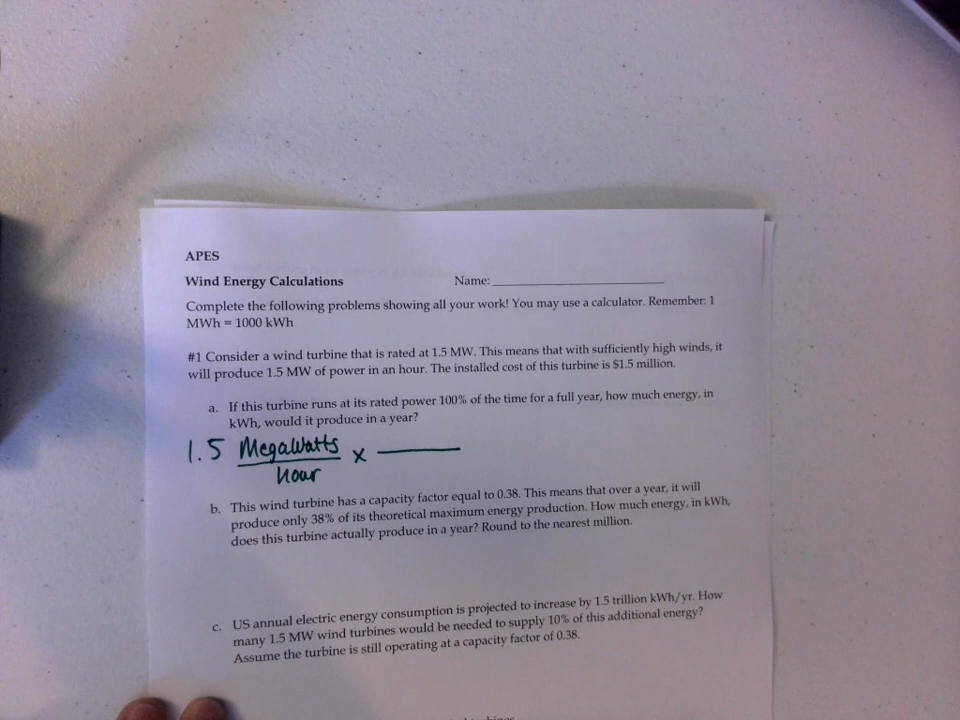 APES
Wind Energy Calculations Name:
Complete the following problems showing all your work! You may use a calculator. Remember: 1
MWh = 1000 kWh
#1 Consider a wind turbine that is rated at 1.5 MW. This means that with sufficiently high winds, it
will produce 1.5 MW of power in an hour. The installed cost of this turbine is $1.5 million.
a. If this turbine runs at its rated power 100% of the time for a full year, how much energy, in
kWh, would it produce in a year?
1.5 MegaWatts x
Hour
b. This wind turbine has a capacity factor equal to 0.38. This means that over a year, it will
produce only 38% of its theoretical maximum energy production. How much energy, in kWh,
does this turbine actually produce in a year? Round to the nearest million.
c. US annual electric energy consumption is projected to increase by 1.5 trillion kWh/yr. How
many 1.5 MW wind turbines would be needed to supply 10% of this additional energy?
Assume the turbine is still operating at a capacity factor of 0.38.